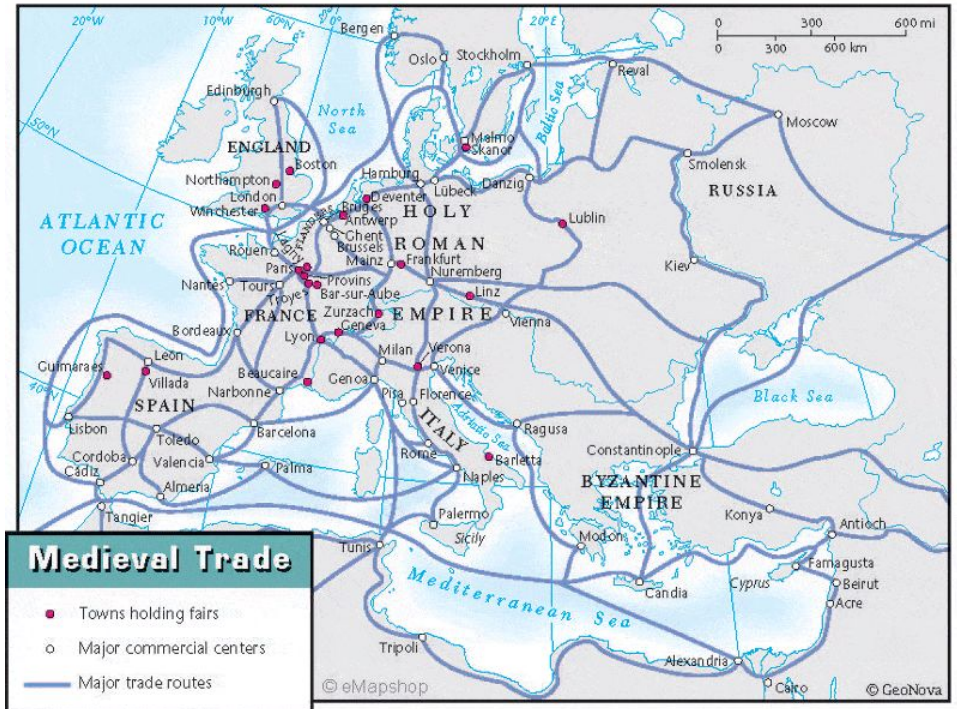 20°W
10°W
60°N
0°
20°E
0 300 600 mi
0 300 600 km
Bergen
Oslo
Stockholm
Reval
Edinburgh
North
Sea
Baltic Sea
Moscow
50°N
ENGLAND
Malmo
Skanor
Smolensk
Boston
Northampton
Hamburg
Lübeck
Danzig
RUSSIA
London
Winchester
Deventer
Bruges
Antwerp
HOLY
Lublin
ATLANTIC
OCEAN
FLANDERS
Ghent
Brussels
ROMAN
Rouen
Lagny
Mainz
Frankfurt
Kiev
Paris
Nuremberg
Nantes
Tours
Provins
Troyes
Bar-sur-Aube
Linz
FRANCE
Zurzach
EMPIRE
Geneva
Vienna
Bordeaux
Lyon
Milan
Verona
Leon
Guimaraes
Villada
Beaucaire
Venice
40°N
Genoa
Narbonne
Pisa
Florence
Black Sea
SPAIN
Adriatic Sea
ITALY
Lisbon
Toledo
Barcelona
Ragusa
Constantinople
Cordoba
Valencia
Rome
Barletta
Cádiz
Palma
Naples
BYZANTINE
EMPIRE
Almeria
Tangier
Palermo
Konya
Antioch
Sicily
Modon
Tunis
Famagusta
Mediterranean Sea
Cyprus
Beirut
Candia
Acre
Tripoli
Alexandria
Cairo
Medieval Trade
Towns holding fairs
Major commercial centers
Major trade routes
© eMapshop
© GeoNova